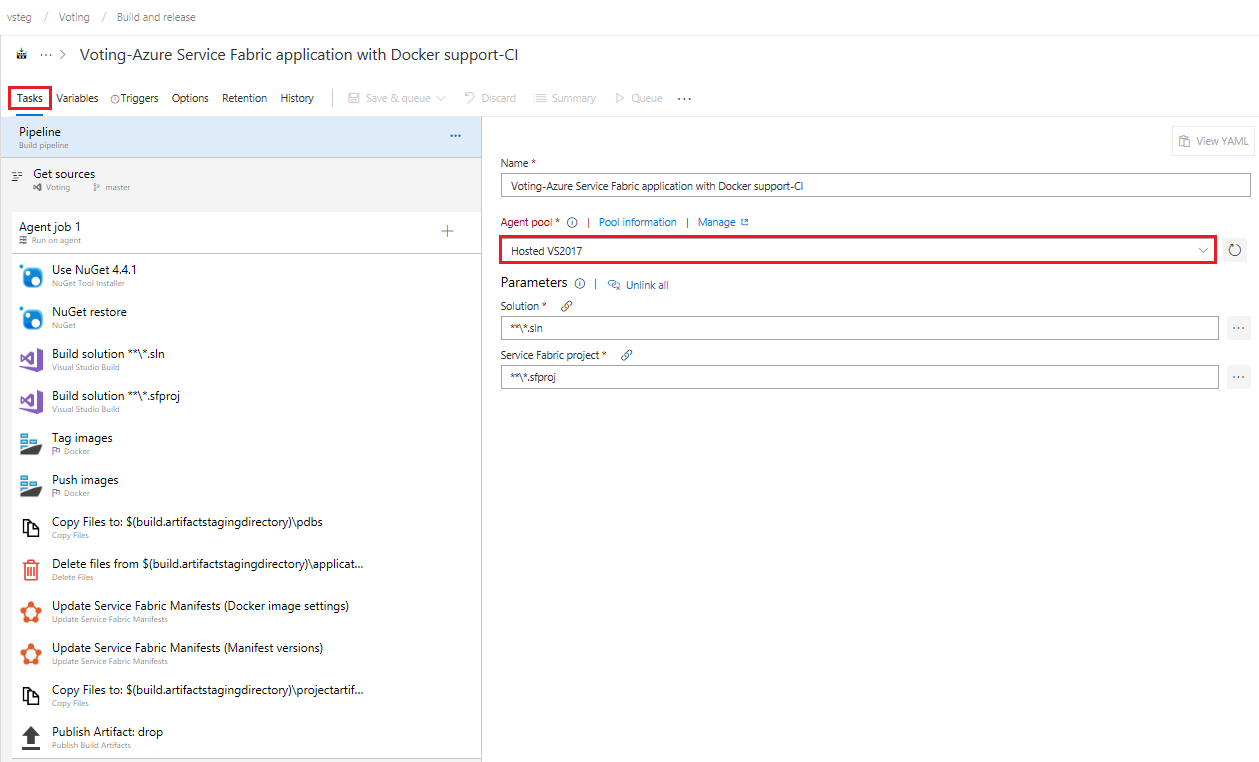 vsteg / Voting / Build and release
··· > Voting-Azure Service Fabric application with Docker support-CI
Tasks Variables Triggers Options Retention History | Save & queue Discard Summary Queue ···
Pipeline ···
Build pipeline
Get sources
Voting master
Agent job 1 +
Run on agent
Use NuGet 4.4.1
NuGet Tool Installer
NuGet restore
NuGet
Build solution **\*.sln
Visual Studio Build
Build solution **\*.sfproj
Visual Studio Build
Tag images
Docker
Push images
Docker
Copy Files to: $(build.artifactstagingdirectory)\pdbs
Copy Files
Delete files from $(build.artifactstagingdirectory)\applicat...
Delete Files
Update Service Fabric Manifests (Docker image settings)
Update Service Fabric Manifests
Update Service Fabric Manifests (Manifest versions)
Update Service Fabric Manifests
Copy Files to: $(build.artifactstagingdirectory)\projectartif...
Copy Files
Publish Artifact: drop
Publish Build Artifacts
View YAML
Name *
Voting-Azure Service Fabric application with Docker support-CI
Agent pool * | Pool information | Manage
Hosted VS2017
Parameters | Unlink all
Solution *
**\*.sln ···
Service Fabric project *
**\*.sfproj ···